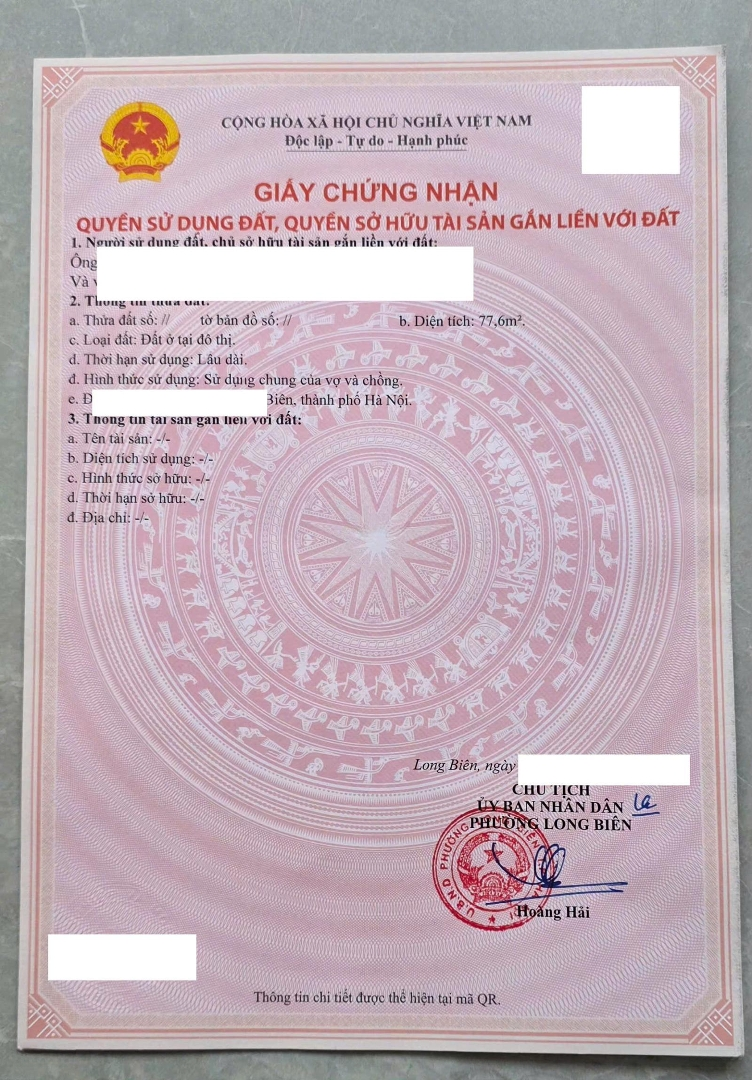 CỘNG HÒA XÃ HỘI CHỦ NGHĨA VIỆT NAM
Độc lập - Tự do - Hạnh phúc
GIẤY CHỨNG NHẬN
QUYỀN SỬ DỤNG ĐẤT, QUYỀN SỞ HỮU TÀI SẢN GẮN LIỀN VỚI ĐẤT
1. Người sử dụng đất, chủ sở hữu tài sản gắn liền với đất:
Ông
Và
2. Thông tin thửa đất:
a. Thửa đất số: // tờ bản đồ số: // b. Diện tích: 77,6m².
c. Loại đất: Đất ở tại đô thị.
d. Thời hạn sử dụng: Lâu dài.
đ. Hình thức sử dụng: Sử dụng chung của vợ và chồng.
e. Biên, thành phố Hà Nội.
3. Thông tin tài sản gắn liền với đất:
a. Tên tài sản: -/-
b. Diện tích sử dụng: -/-
c. Hình thức sở hữu: -/-
d. Thời hạn sở hữu: -/-
đ. Địa chỉ: -/-
Long Biên, ngày
CHỦ TỊCH
ỦY BAN NHÂN DÂN
PHƯỜNG LONG BIÊN
U.B.N.D PHƯỜNG LONG BIÊN
Hoàng Hải
Thông tin chi tiết được thể hiện tại mã QR.